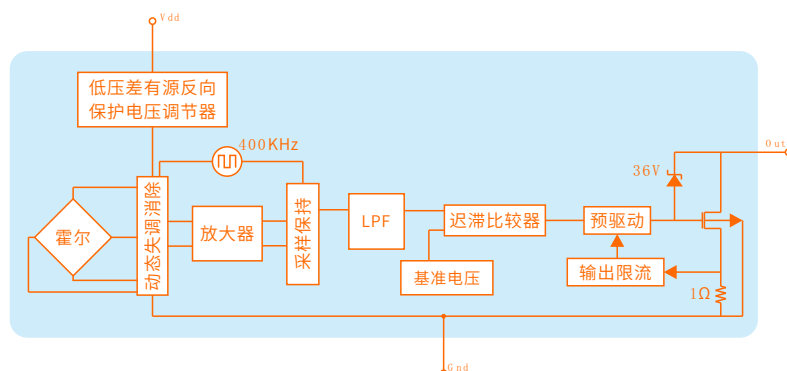 Vdd
低压差有源反向
保护电压调节器
400KHz
Out
36V
霍尔
动态失调消除
放大器
采样保持
LPF
迟滞比较器
预驱动
基准电压
输出限流
1Ω
Gnd